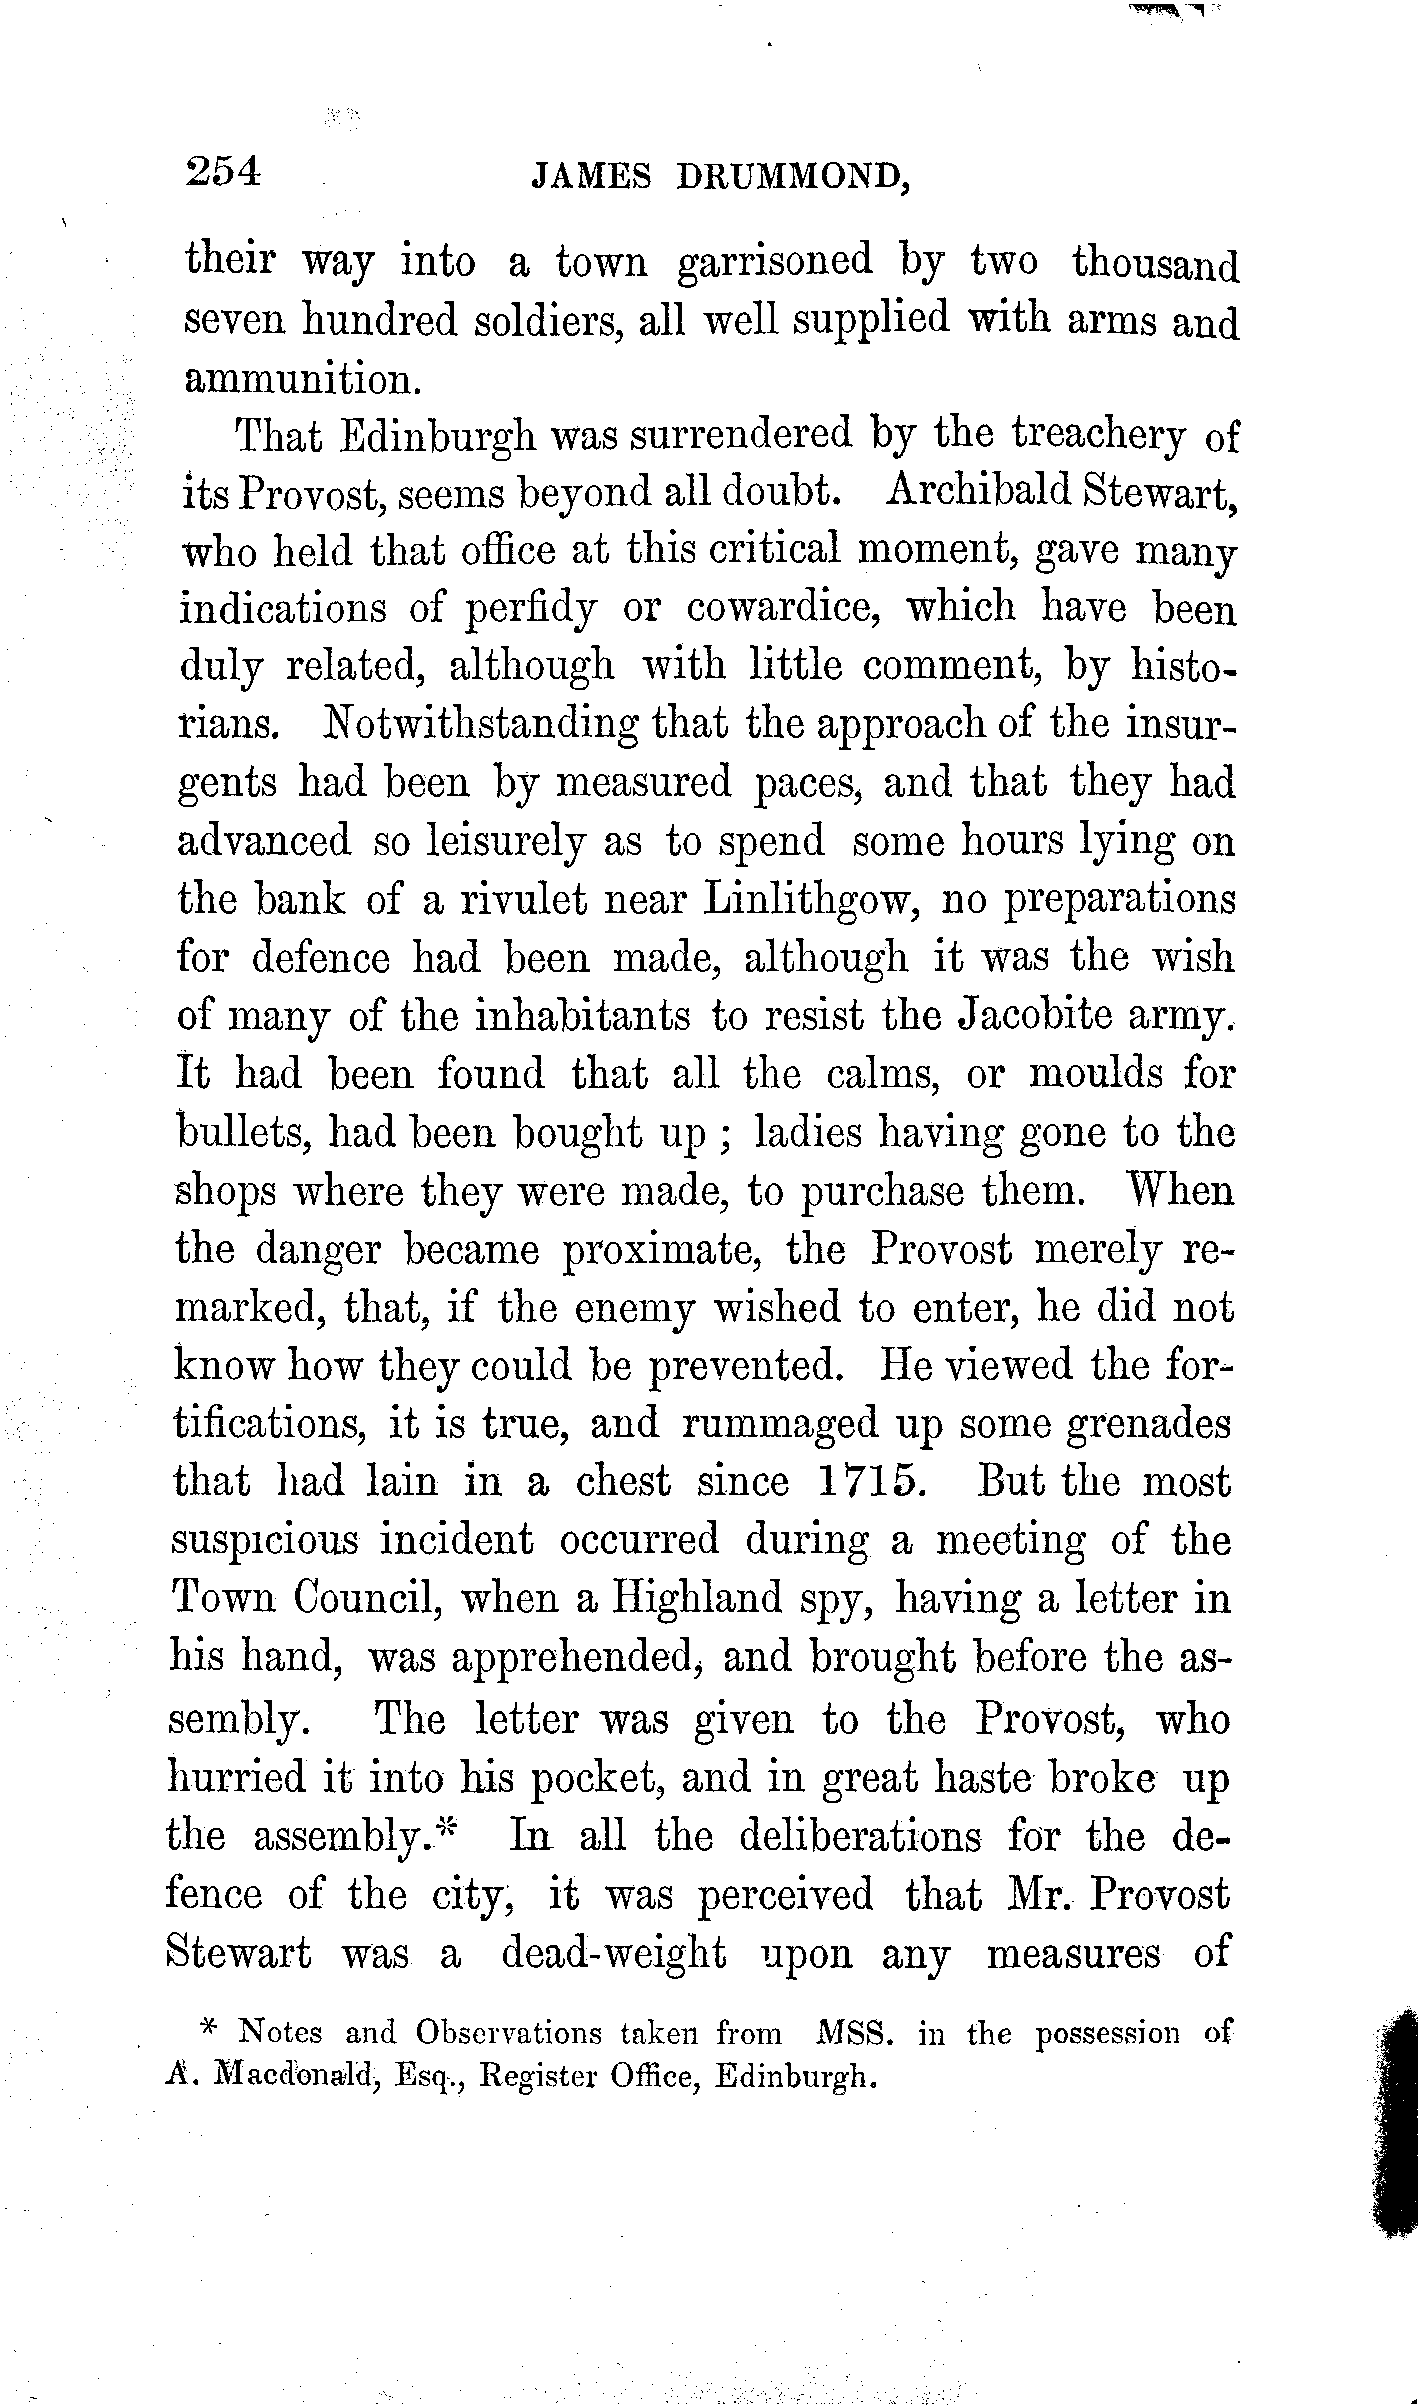 254 JAMES DRUMMOND,
their way into a town garrisoned by two thousand
seven hundred soldiers, all well supplied with arms and
ammunition.
That Edinburgh was surrendered by the treachery of
its Provost, seems beyond all doubt. Archibald Stewart,
who held that office at this critical moment, gave many
indications of perfidy or cowardice, which have been
duly related, although with little comment, by histo-
rians. Notwithstanding that the approach of the insur-
gents had been by measured paces, and that they had
advanced so leisurely as to spend some hours lying on
the bank of a rivulet near Linlithgow, no preparations
for defence had been made, although it was the wish
of many of the inhabitants to resist the Jacobite army.
It had been found that all the calms, or moulds for
bullets, had been bought up ; ladies having gone to the
shops where they were made, to purchase them. When
the danger became proximate, the Provost merely re-
marked, that, if the enemy wished to enter, he did not
know how they could be prevented. He viewed the for-
tifications, it is true, and rummaged up some grenades
that had lain in a chest since 1715. But the most
suspicious incident occurred during a meeting of the
Town Council, when a Highland spy, having a letter in
his hand, was apprehended, and brought before the as-
sembly. The letter was given to the Provost, who
hurried it into his pocket, and in great haste broke up
the assembly.* In all the deliberations for the de-
fence of the city, it was perceived that Mr. Provost
Stewart was a dead-weight upon any measures of
* Notes and Observations taken from MSS. in the possession of
A. Macdonald, Esq., Register Office, Edinburgh.